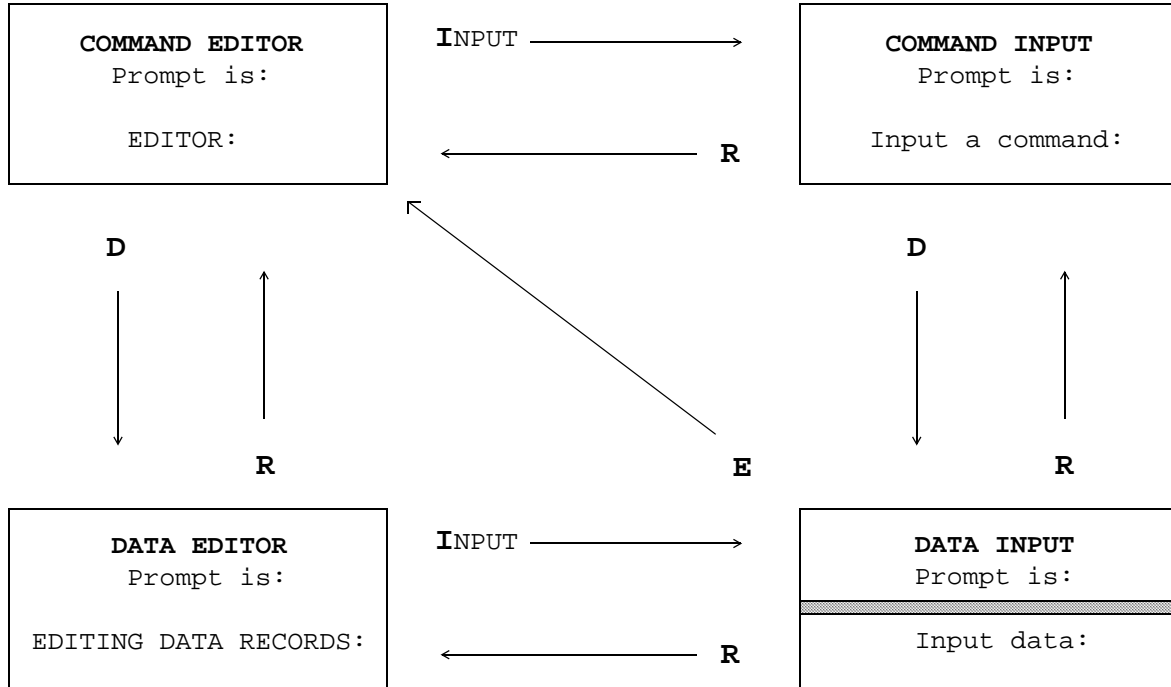 COMMAND EDITOR
Prompt is:
EDITOR:
INPUT
R
COMMAND INPUT
Prompt is:
Input a command:
D
R
E
D
R
DATA EDITOR
Prompt is:
EDITING DATA RECORDS:
INPUT
R
DATA INPUT
Prompt is:
Input data: